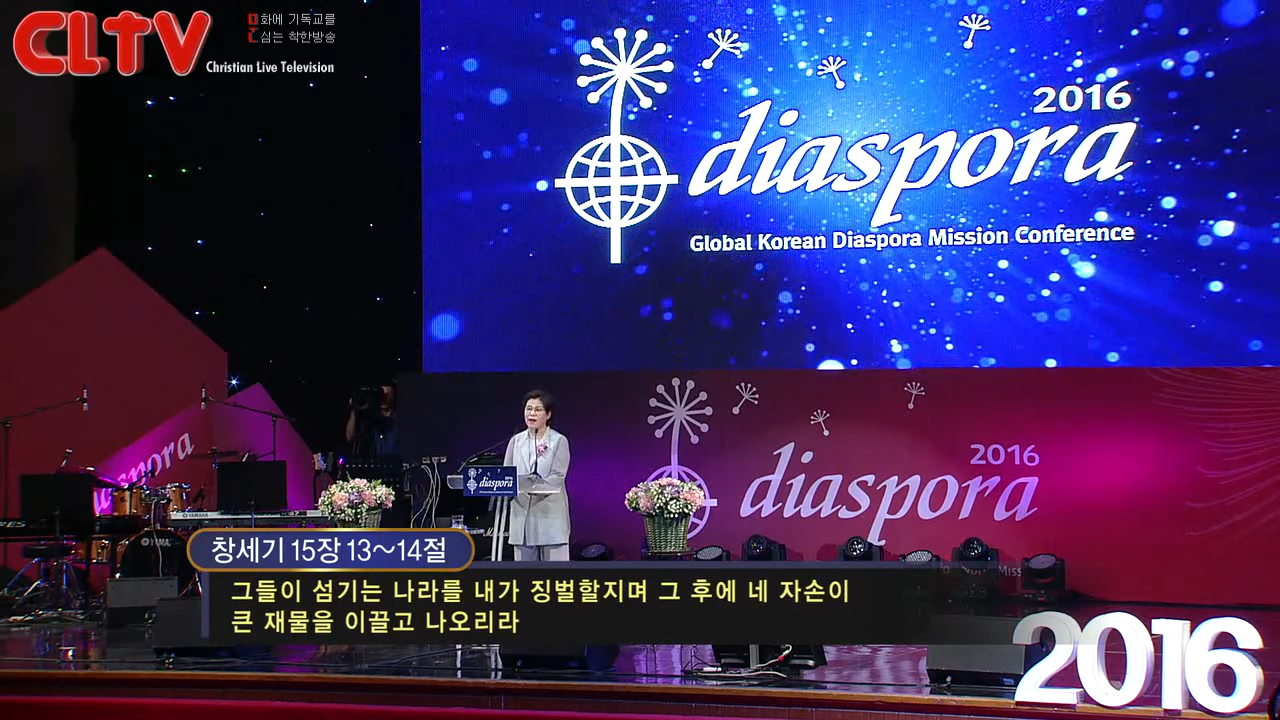 CLTV
문화에 기독교를
심는 착한방송
Christian Live Television
2016
diaspora
Global Korean Diaspora Mission Conference
2016
diaspora
diaspora
diaspora
YAMAHA
창세기 15장 13~14절
그들이 섬기는 나라를 내가 징벌할지며 그 후에 네 자손이
큰 재물을 이끌고 나오리라
2016